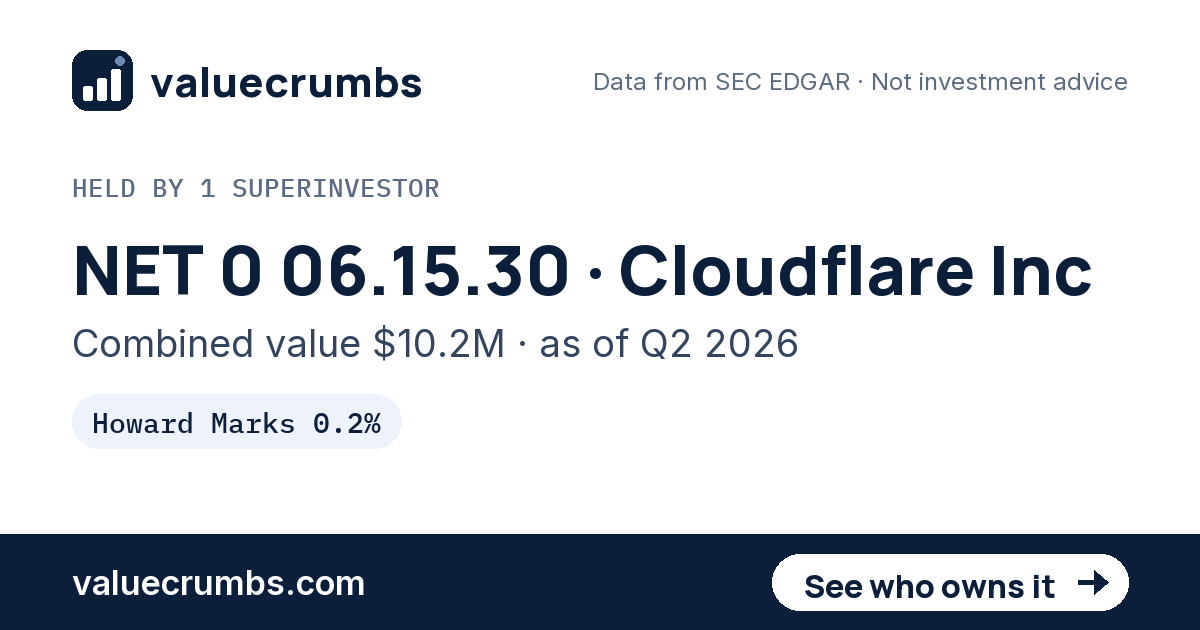 valuecrumbs
Data from SEC EDGAR · Not investment advice
HELD BY 1 SUPERINVESTOR
NET 0 06.15.30 · Cloudflare Inc
Combined value $10.2M · as of Q2 2026
Howard Marks 0.2%
valuecrumbs.com
See who owns it →